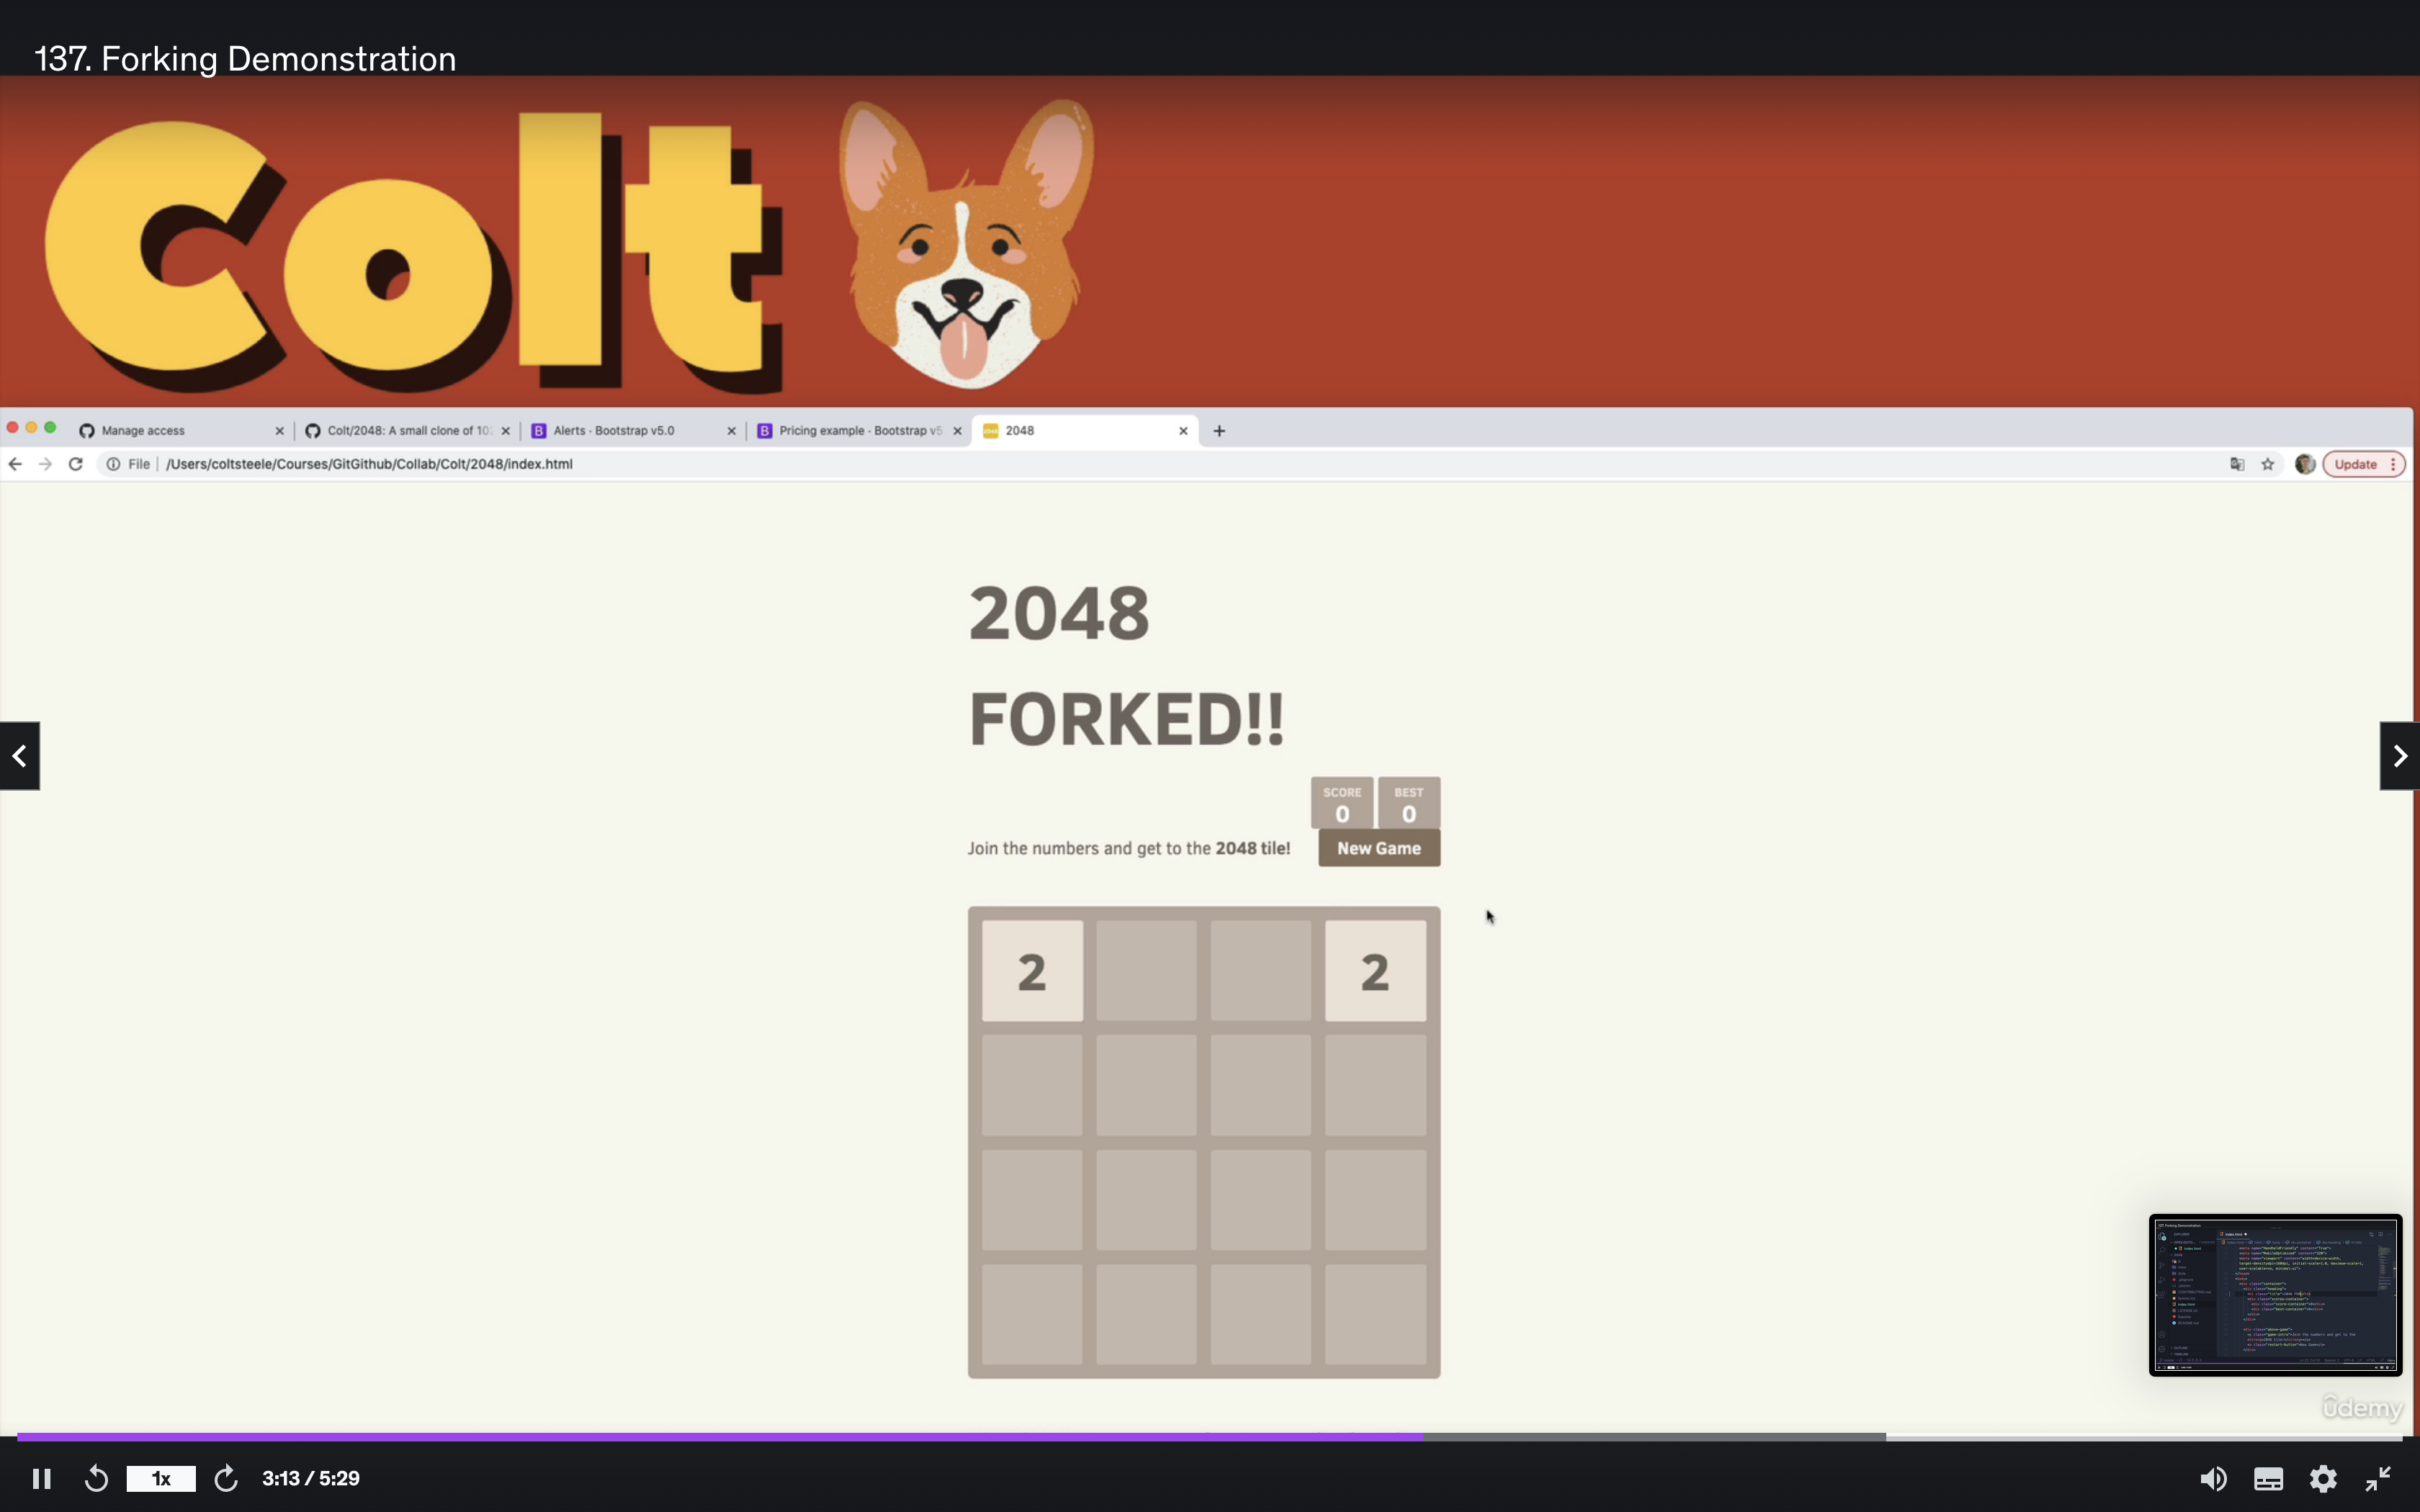 137. Forking Demonstration
Colt
Manage access
Colt/2048: A small clone of 10
Alerts · Bootstrap v5.0
Pricing example · Bootstrap v5
2048
File
/Users/coltsteele/Courses/GitGithub/Collab/Colt/2048/index.html
Update
2048
FORKED!!
SCORE
0
BEST
0
Join the numbers and get to the 2048 tile!
New Game
2
2
udemy
1x
3:13 / 5:29